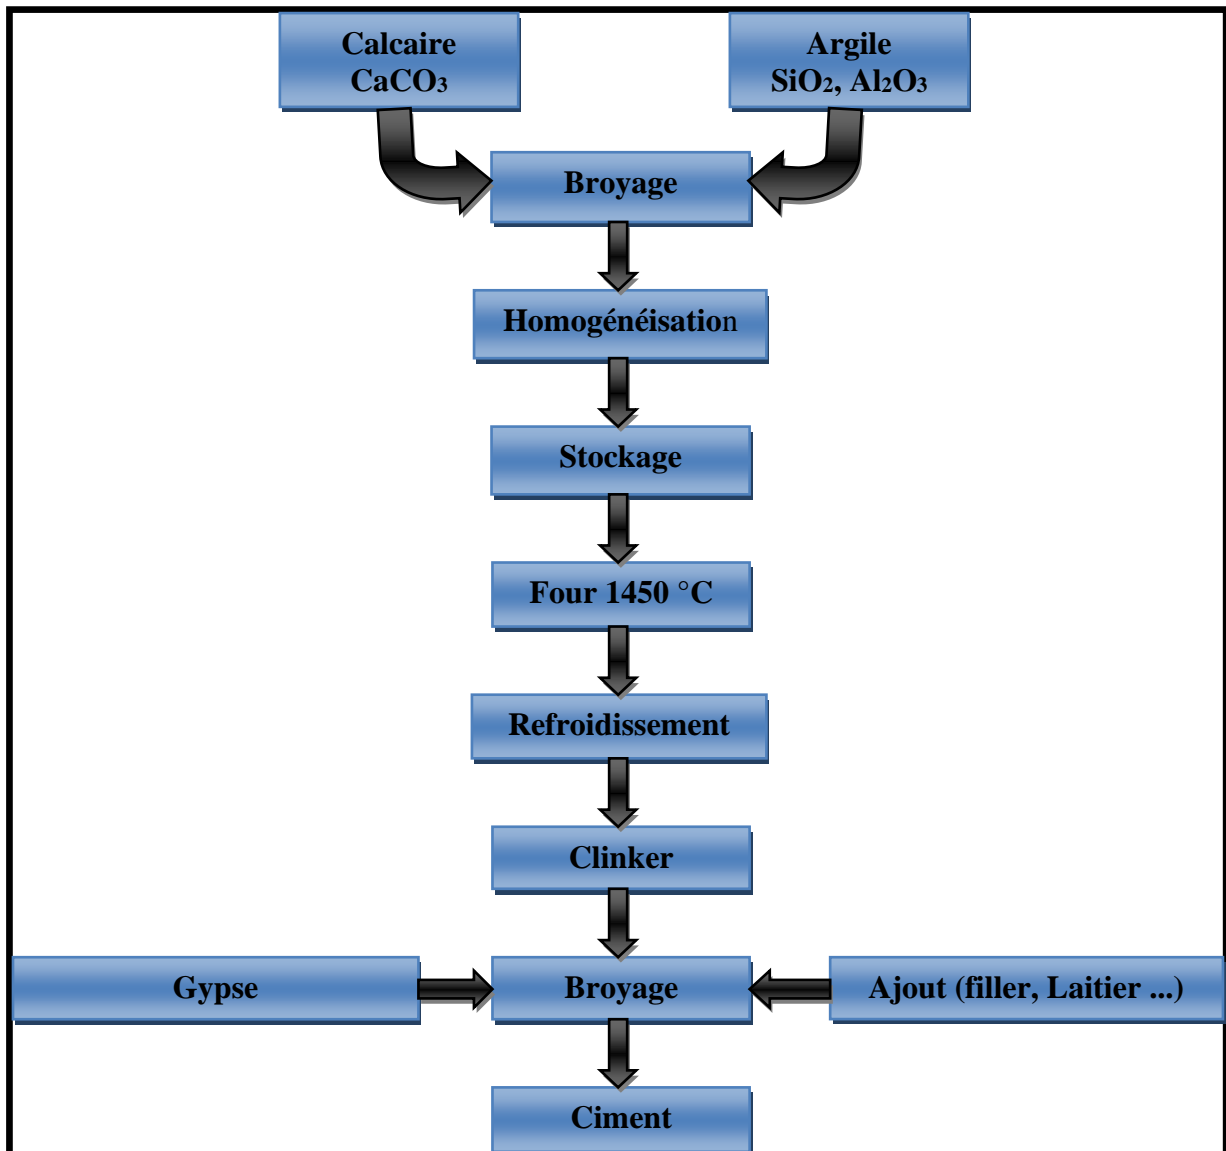 Calcaire
CaCO₃
Argile
SiO₂, Al₂O₃
Broyage
Homogénéisation
Stockage
Four 1450 °C
Refroidissement
Clinker
Gypse
Broyage
Ajout (filler, Laitier ...)
Ciment